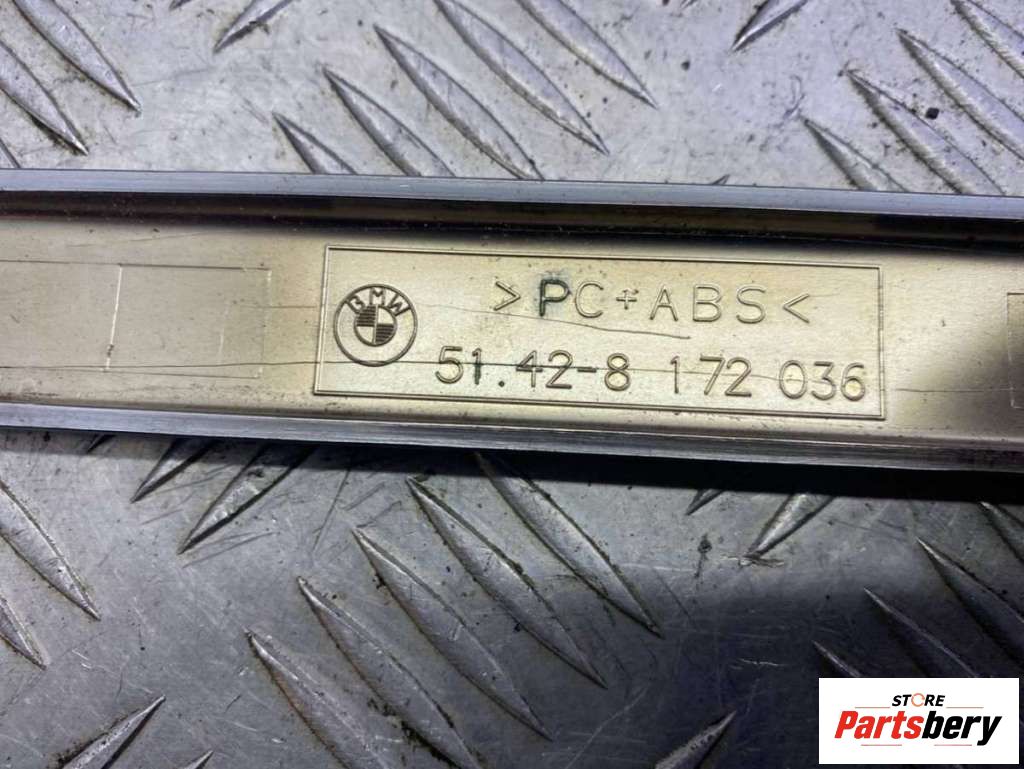 BMW
>PC+ABS<
51.42-8 172 036
STORE
Partsbery